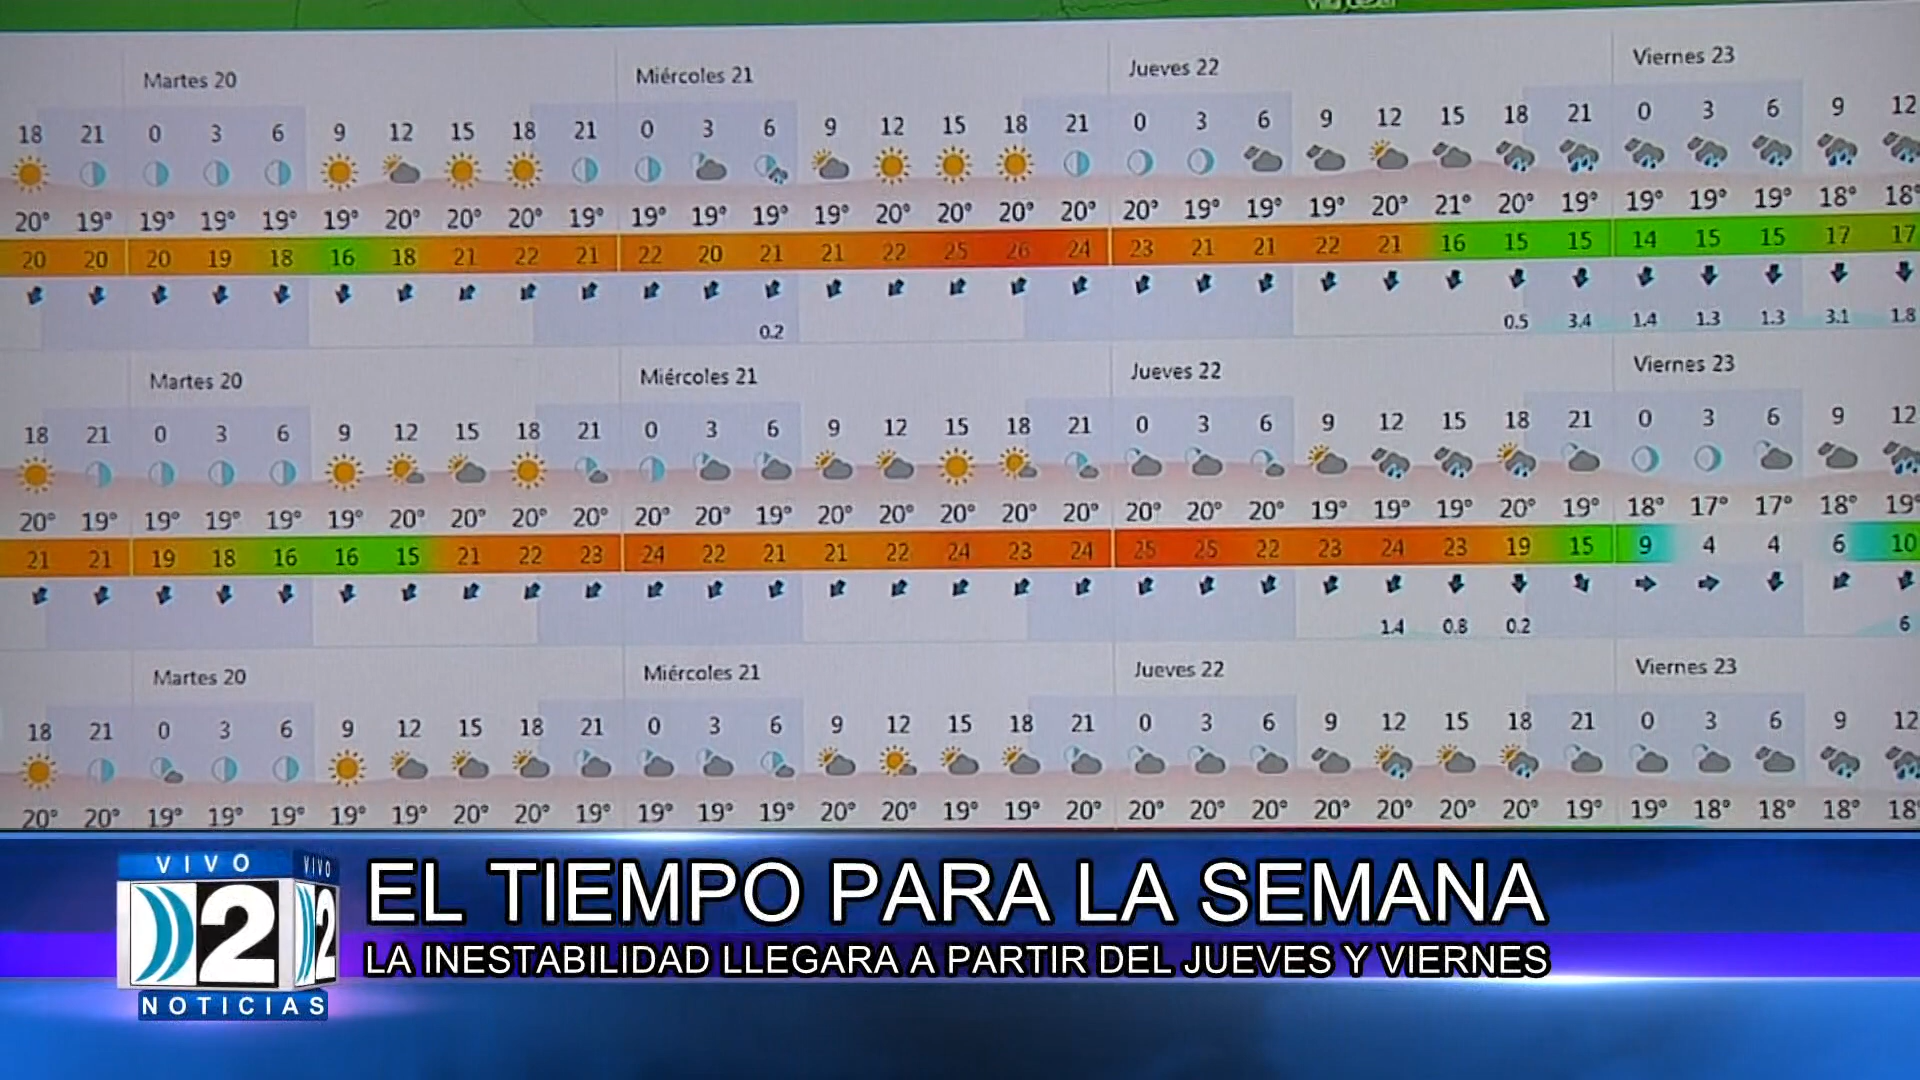 Martes 20 Miércoles 21 Jueves 22 Viernes 23
18 21 0 3 6 9 12 15 18 21 0 3 6 9 12 15 18 21 0 3 6 9 12 15 18 21 0 3 6 9 12
20° 19° 19° 19° 19° 19° 20° 20° 20° 19° 19° 19° 19° 19° 20° 20° 20° 20° 20° 19° 19° 19° 20° 21° 20° 19° 19° 19° 19° 18° 18°
20 20 20 19 18 16 18 21 22 21 22 20 21 21 22 25 26 24 23 21 21 22 21 16 15 15 14 15 15 17 17
0.2 0.5 3.4 1.4 1.3 1.3 3.1 1.8
Martes 20 Miércoles 21 Jueves 22 Viernes 23
18 21 0 3 6 9 12 15 18 21 0 3 6 9 12 15 18 21 0 3 6 9 12 15 18 21 0 3 6 9 12
20° 19° 19° 19° 19° 19° 20° 20° 20° 20° 20° 20° 19° 20° 20° 20° 20° 20° 20° 20° 20° 19° 19° 19° 20° 19° 18° 17° 17° 18° 19°
21 21 19 18 16 16 15 21 22 23 24 22 21 21 22 24 23 24 25 25 22 23 24 23 19 15 9 4 4 6 10
1.4 0.8 0.2 6
Martes 20 Miércoles 21 Jueves 22 Viernes 23
18 21 0 3 6 9 12 15 18 21 0 3 6 9 12 15 18 21 0 3 6 9 12 15 18 21 0 3 6 9 12
20° 20° 19° 19° 19° 19° 19° 20° 20° 19° 19° 19° 19° 20° 20° 19° 19° 20° 20° 20° 20° 20° 20° 20° 20° 19° 19° 18° 18° 18° 18
VIVO VIVO
2 2
NOTICIAS
EL TIEMPO PARA LA SEMANA
LA INESTABILIDAD LLEGARA A PARTIR DEL JUEVES Y VIERNES